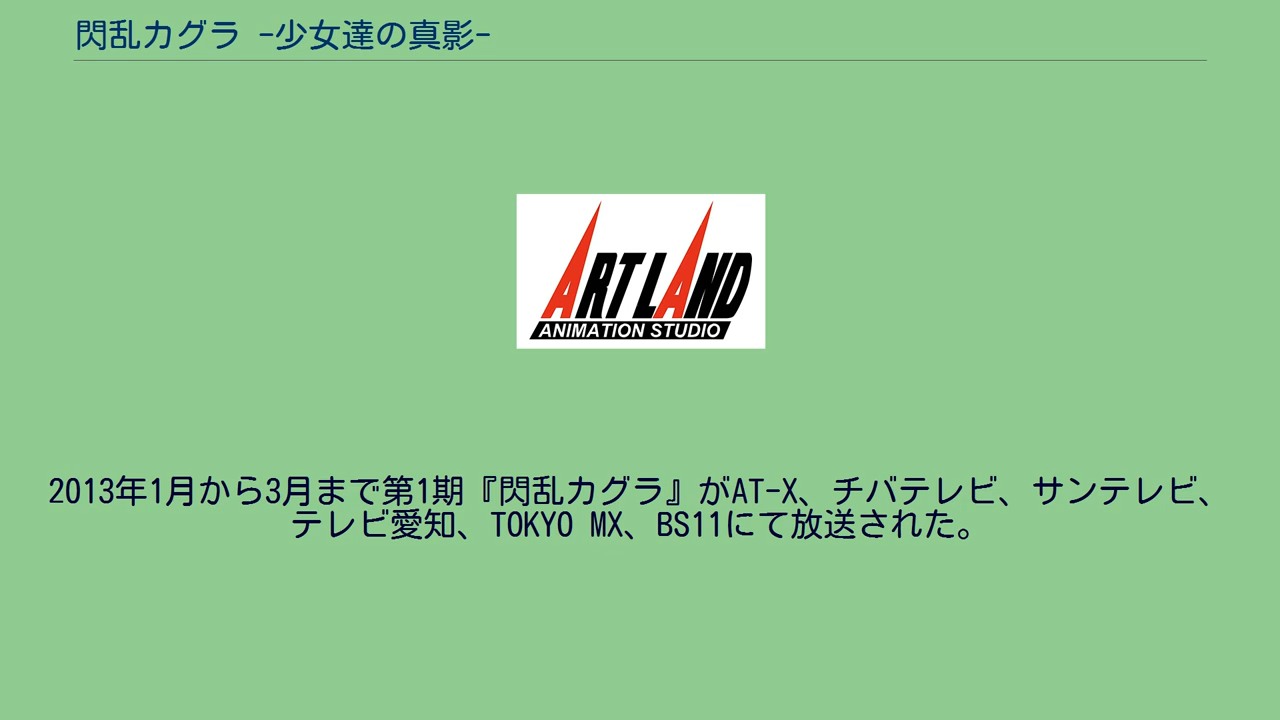 閃乱カグラ -少女達の真影-
ARTLAND
ANIMATION STUDIO
2013年1月から3月まで第1期『閃乱カグラ』がAT-X、チバテレビ、サンテレビ、
テレビ愛知、TOKYO MX、BS11にて放送された。